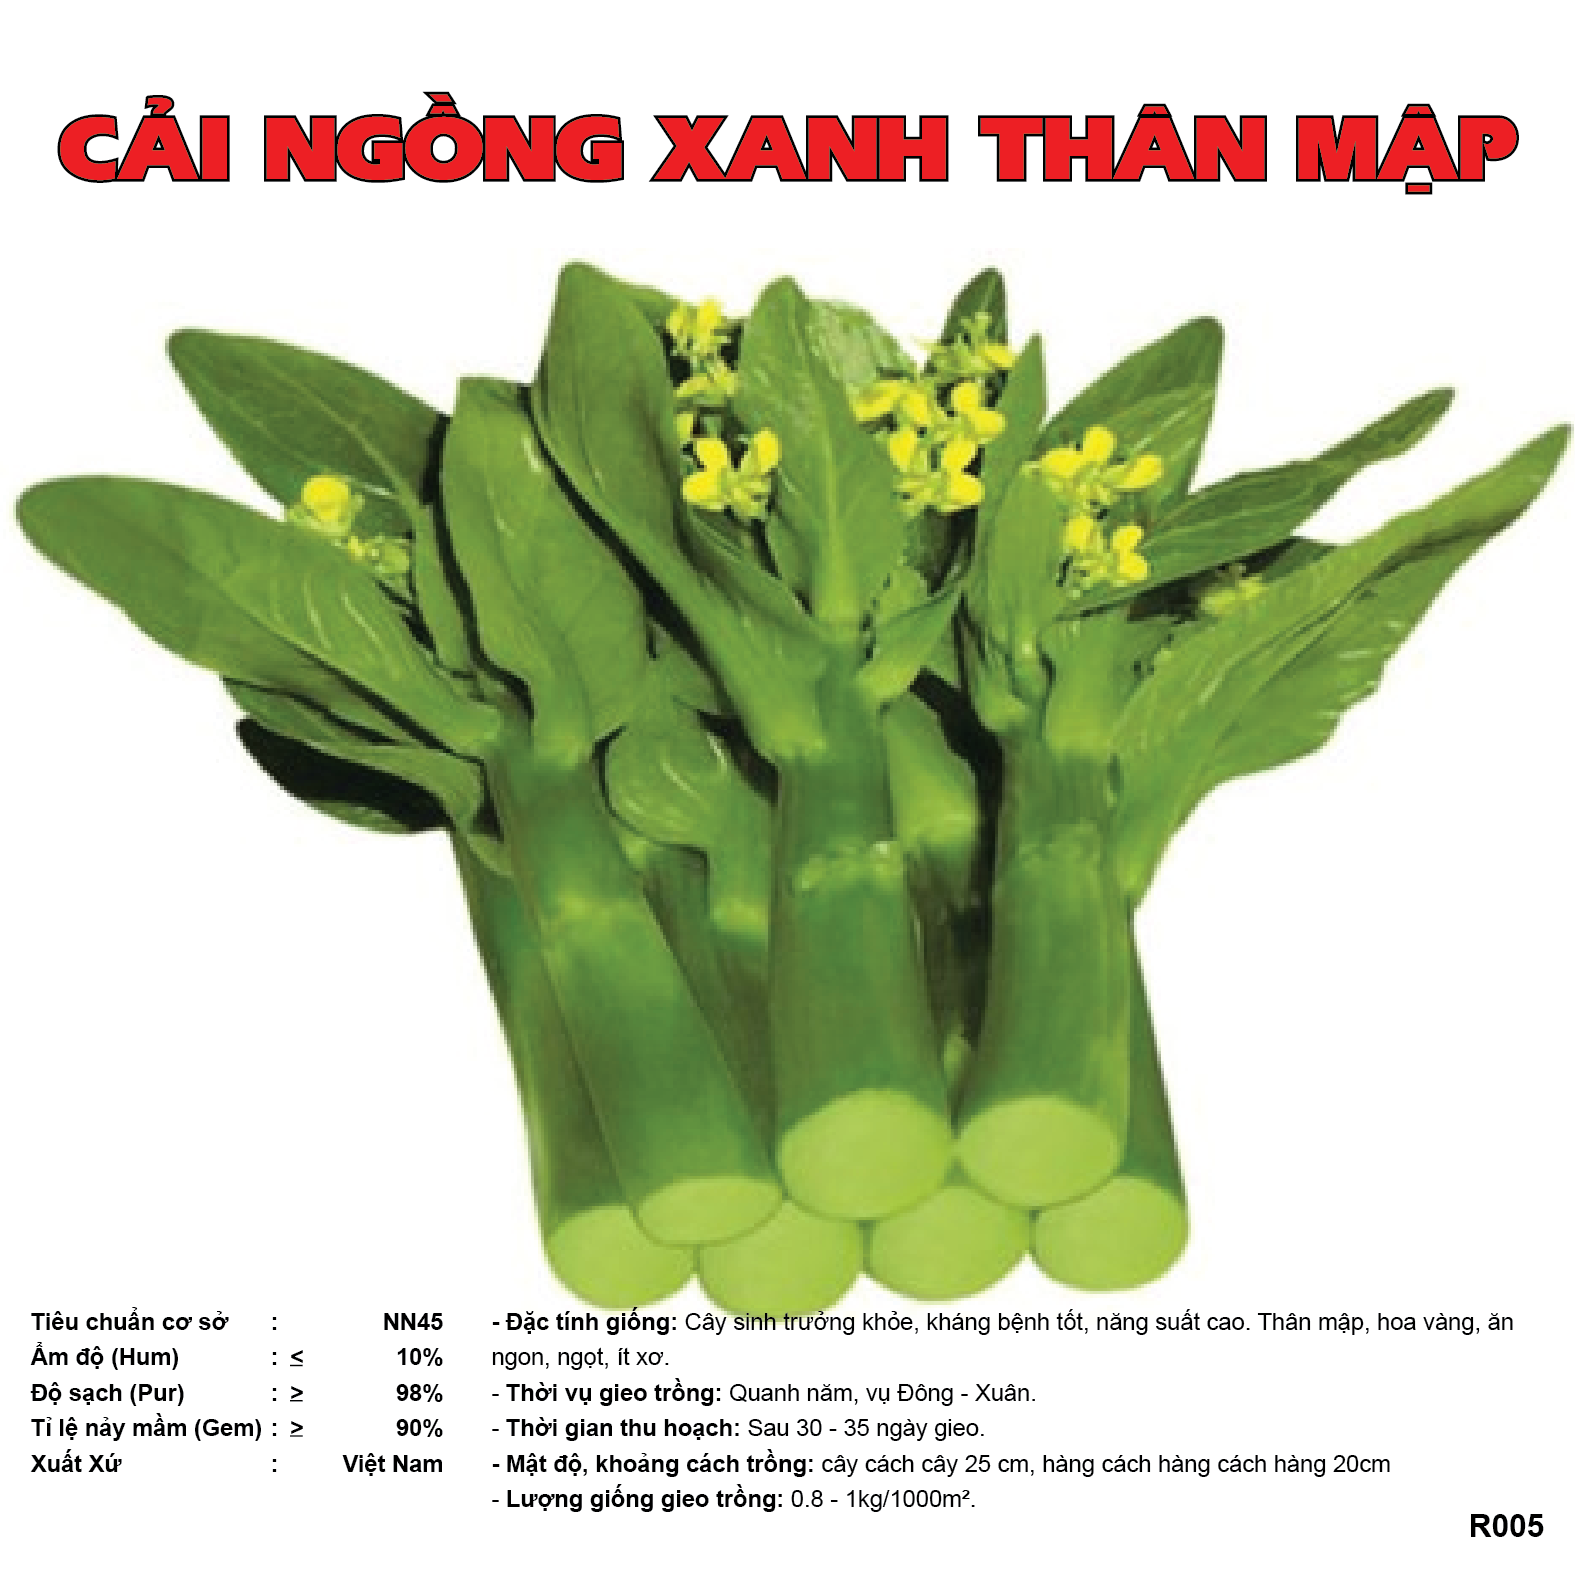 CẢI NGỒNG XANH THÂN MẬP
Tiêu chuẩn cơ sở : NN45
Ẩm độ (Hum) : ≤ 10%
Độ sạch (Pur) : ≥ 98%
Tỉ lệ nảy mầm (Gem) : ≥ 90%
Xuất Xứ : Việt Nam
- Đặc tính giống: Cây sinh trưởng khỏe, kháng bệnh tốt, năng suất cao. Thân mập, hoa vàng, ăn
ngon, ngọt, ít xơ.
- Thời vụ gieo trồng: Quanh năm, vụ Đông - Xuân.
- Thời gian thu hoạch: Sau 30 - 35 ngày gieo.
- Mật độ, khoảng cách trồng: cây cách cây 25 cm, hàng cách hàng cách hàng 20cm
- Lượng giống gieo trồng: 0.8 - 1kg/1000m².
R005